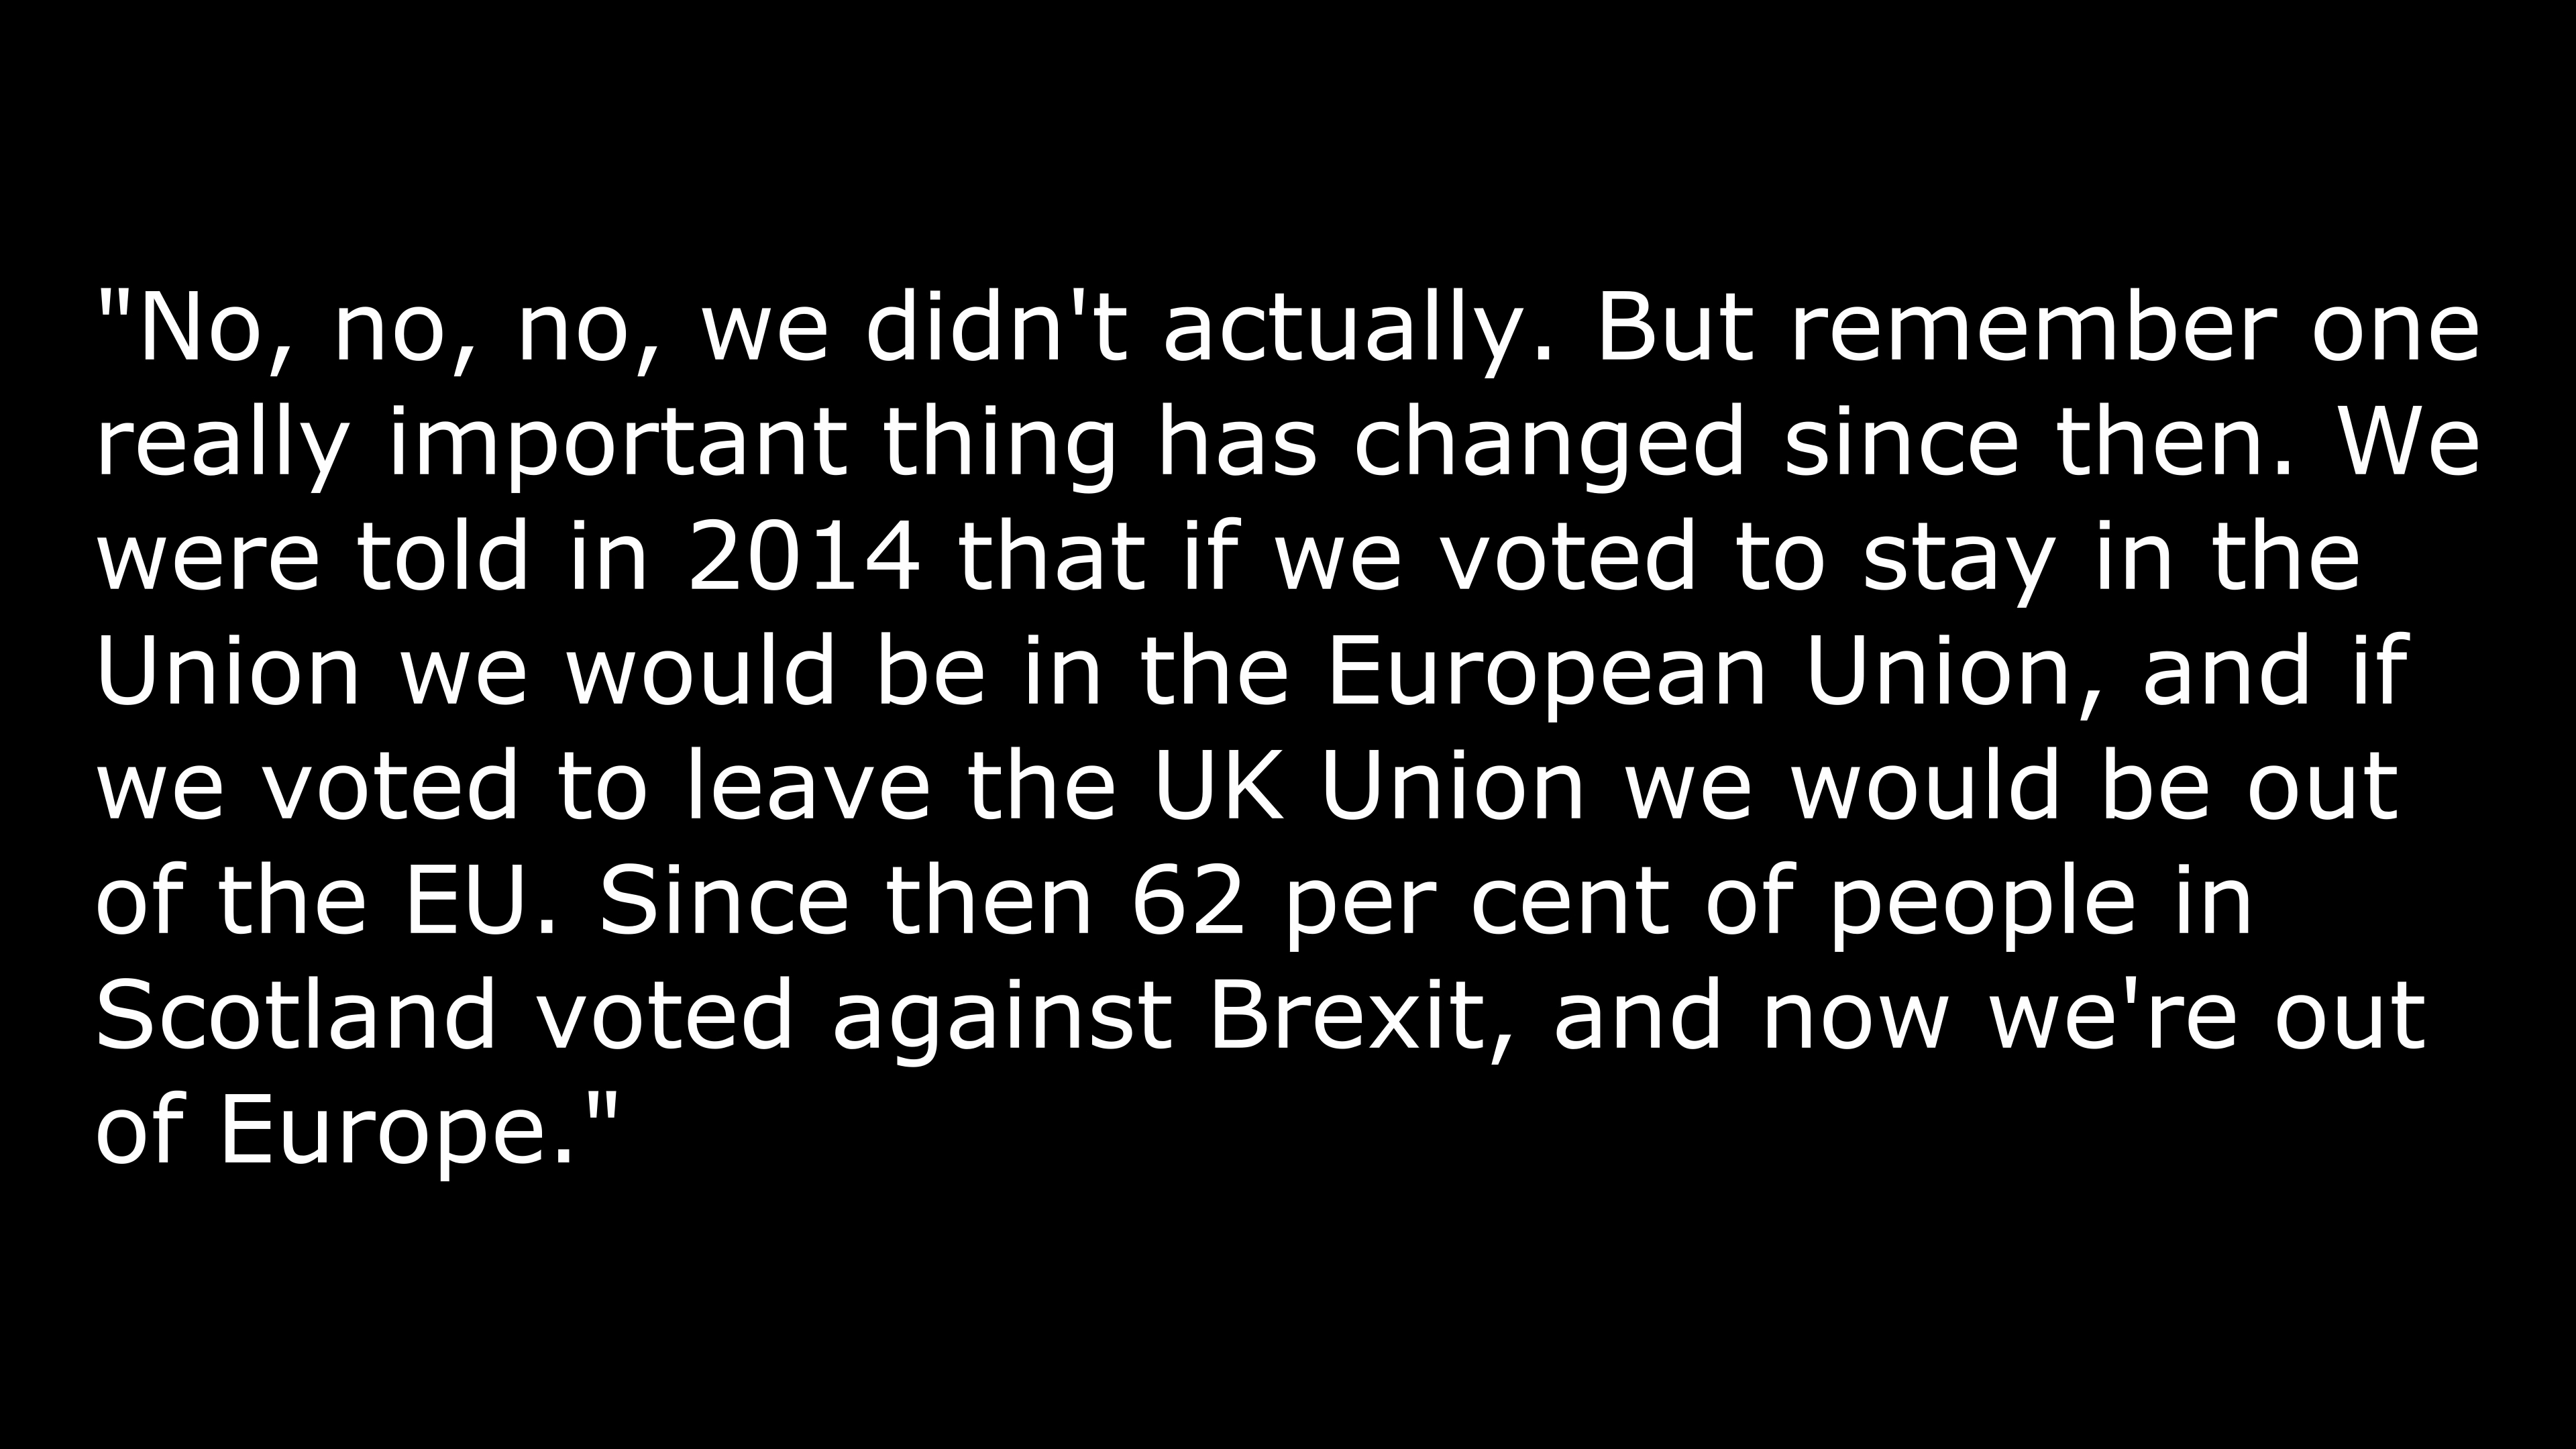 "No, no, no, we didn't actually. But remember one
really important thing has changed since then. We
were told in 2014 that if we voted to stay in the
Union we would be in the European Union, and if
we voted to leave the UK Union we would be out
of the EU. Since then 62 per cent of people in
Scotland voted against Brexit, and now we're out
of Europe."